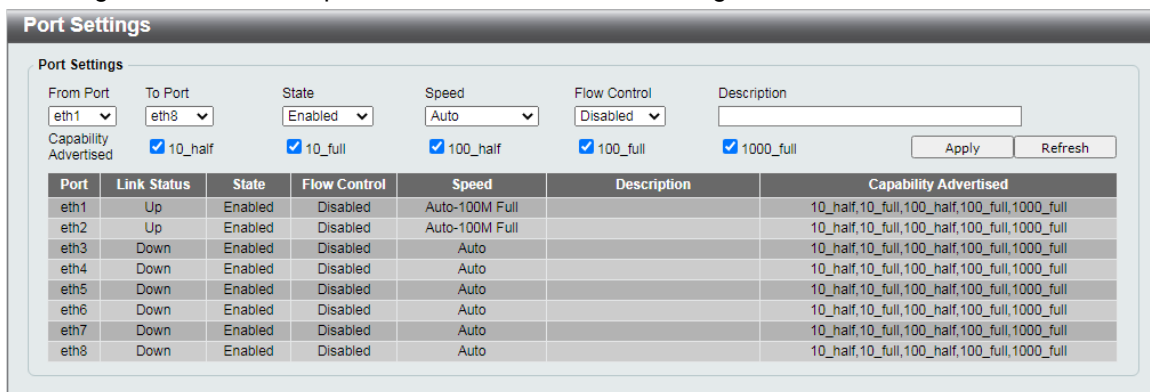 Port Settings
Port Settings
From Port To Port State Speed Flow Control Description
eth1 eth8 Enabled Auto Disabled
Capability Advertised 10_half 10_full 100_half 100_full 1000_full Apply Refresh
Port Link Status State Flow Control Speed Description Capability Advertised
eth1 Up Enabled Disabled Auto-100M Full 10_half,10_full,100_half,100_full,1000_full
eth2 Up Enabled Disabled Auto-100M Full 10_half,10_full,100_half,100_full,1000_full
eth3 Down Enabled Disabled Auto 10_half,10_full,100_half,100_full,1000_full
eth4 Down Enabled Disabled Auto 10_half,10_full,100_half,100_full,1000_full
eth5 Down Enabled Disabled Auto 10_half,10_full,100_half,100_full,1000_full
eth6 Down Enabled Disabled Auto 10_half,10_full,100_half,100_full,1000_full
eth7 Down Enabled Disabled Auto 10_half,10_full,100_half,100_full,1000_full
eth8 Down Enabled Disabled Auto 10_half,10_full,100_half,100_full,1000_full